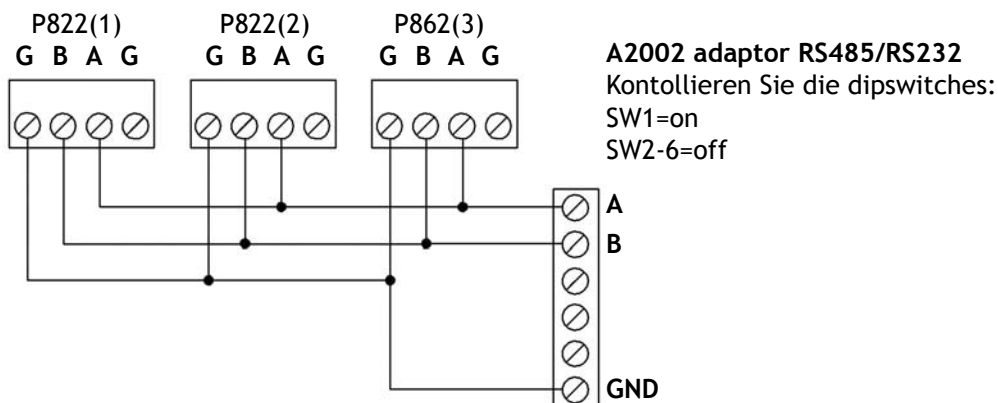 P822(1) P822(2) P862(3)
G B A G G B A G G B A G
A2002 adaptor RS485/RS232
Kontollieren Sie die dipswitches:
SW1=on
SW2-6=off
A
B
GND